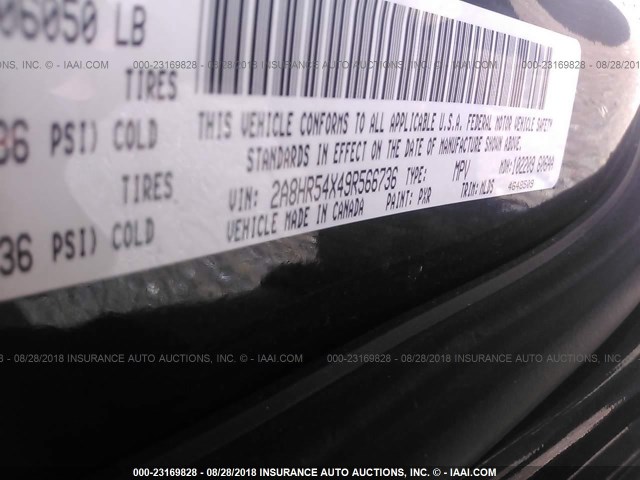 06050 LB
TIRES
36 PSI) COLD
TIRES
36 PSI) COLD
THIS VEHICLE CONFORMS TO ALL APPLICABLE U.S.A. FEDERAL MOTOR VEHICLE SAFETY
STANDARDS IN EFFECT ON THE DATE OF MANUFACTURE SHOWN ABOVE.
VIN: 2A8HR54X49R566736 TYPE: MPV MDH: 102209
VEHICLE MADE IN CANADA PAINT: PXR TRIM: MLDS
INC. - IAAI.COM 000-23169828 - 08/28/2018 INSURANCE AUTO AUCTIONS, INC. - IAAI.COM 000-23169828 - 08/28/
- 08/28/2018 INSURANCE AUTO AUCTIONS, INC. - IAAI.COM 000-23169828 - 08/28/2018 INSURANCE AUTO AUCTIONS,
000-23169828 - 08/28/2018 INSURANCE AUTO AUCTIONS, INC. - IAAI.COM